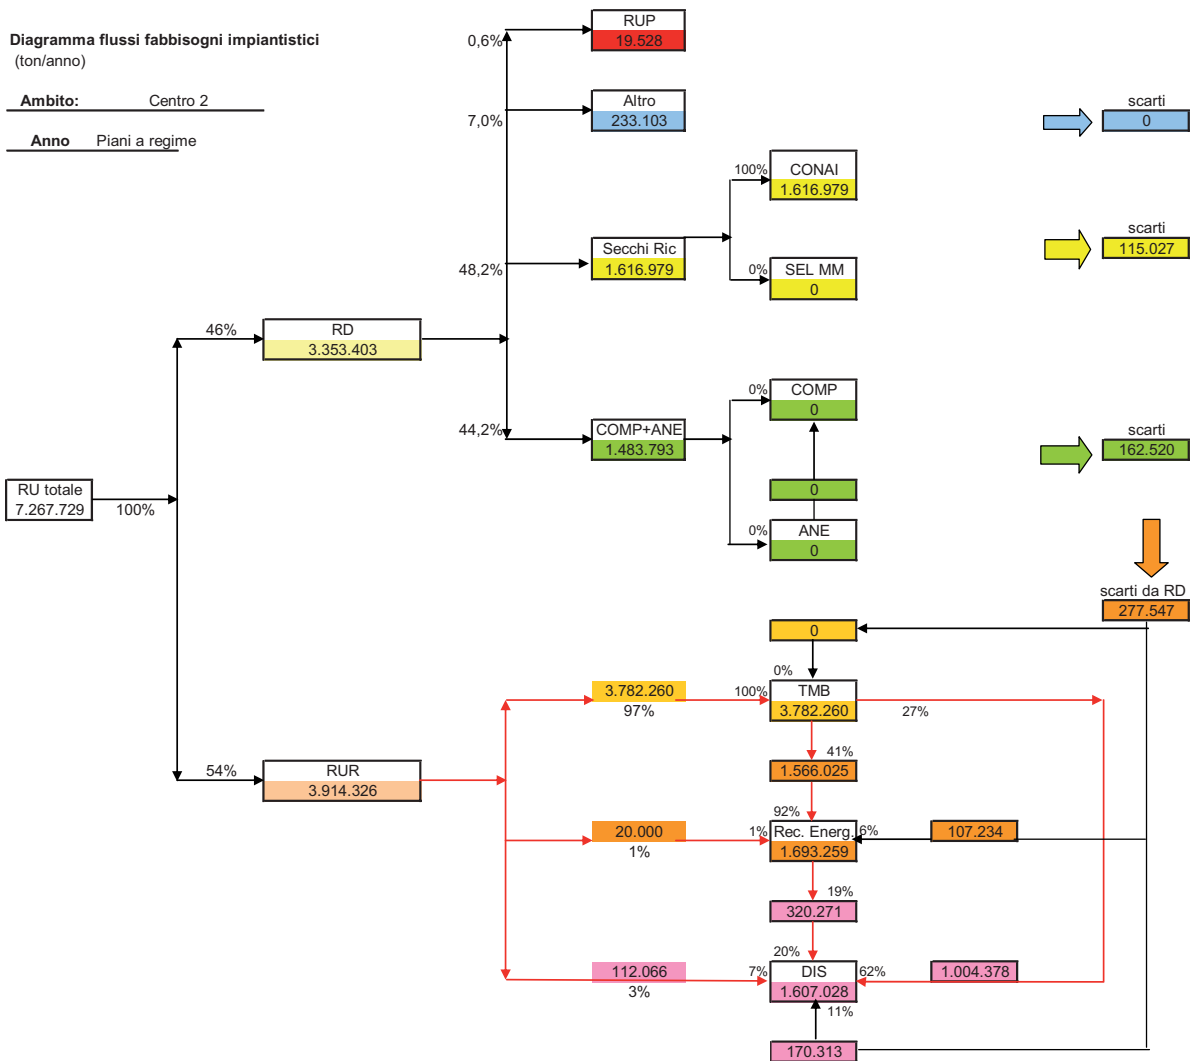 Diagramma flussi fabbisogni impiantistici
(ton/anno)
Ambito: Centro 2
Anno Piani a regime
RUP
0,6%
19.528
Altro
7,0%
233.103
scarti
0
100%
CONAI
1.616.979
Secchi Ric
48,2%
1.616.979
0%
SEL MM
0
scarti
115.027
46%
RD
3.353.403
0%
COMP
0
44,2%
COMP+ANE
1.483.793
scarti
162.520
0
0%
ANE
0
RU totale
7.267.729
100%
scarti da RD
277.547
0
0%
3.782.260
97%
100%
TMB
3.782.260
27%
41%
1.566.025
54%
RUR
3.914.326
92%
20.000
1%
1%
Rec. Energ.
6%
1.693.259
107.234
19%
320.271
20%
112.066
3%
7%
DIS
62%
1.607.028
1.004.378
11%
170.313